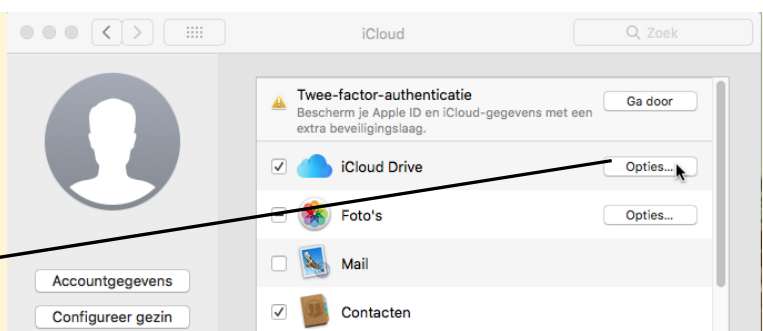 iCloud
Zoek
Twee-factor-authenticatie
Bescherm je Apple ID en iCloud-gegevens met een
extra beveiligingslaag.
Ga door
iCloud Drive
Opties...
Foto's
Opties...
Mail
Contacten
Accountgegevens
Configureer gezin